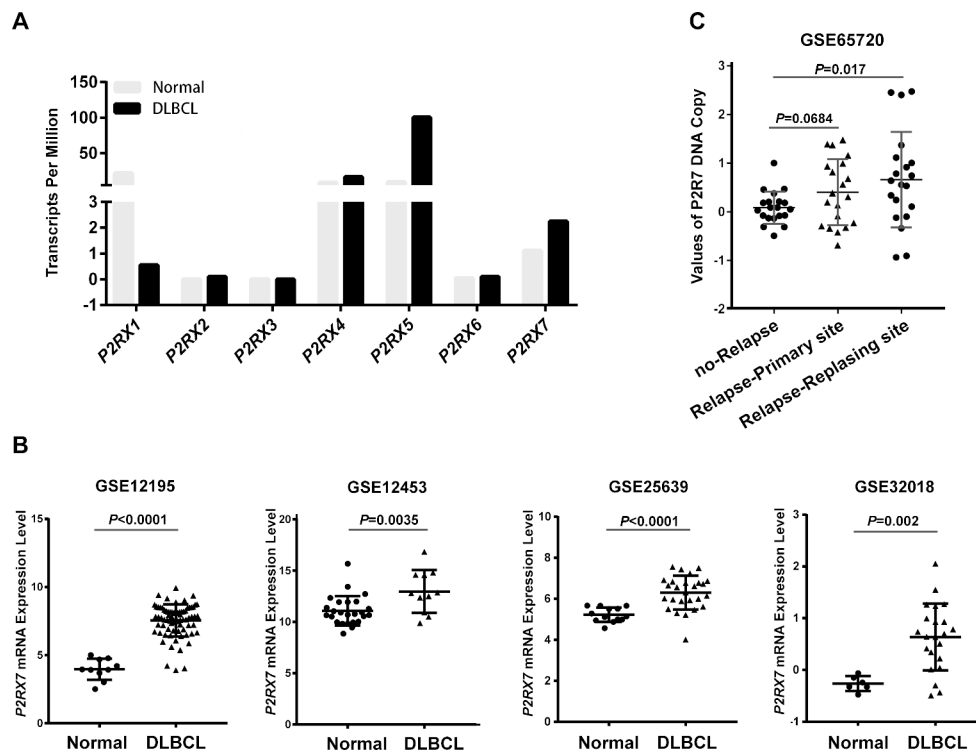 A
Transcripts Per Million
150
100
50
3
2
1
0
-1
Normal
DLBCL
P2RX1
P2RX2
P2RX3
P2RX4
P2RX5
P2RX6
P2RX7
C
GSE65720
P=0.017
P=0.0684
Values of P2R7 DNA Copy
3
2
1
0
-1
-2
no-Relapse
Relapse-Primary site
Relapse-Replasing site
B
GSE12195
P<0.0001
P2RX7 mRNA Expression Level
15
10
5
0
Normal
DLBCL
GSE12453
P=0.0035
P2RX7 mRNA Expression Level
20
15
10
5
0
Normal
DLBCL
GSE25639
P<0.0001
P2RX7 mRNA Expression Level
10
8
6
4
2
0
Normal
DLBCL
GSE32018
P=0.002
P2RX7 mRNA Expression Level
3
2
1
0
-1
Normal
DLBCL